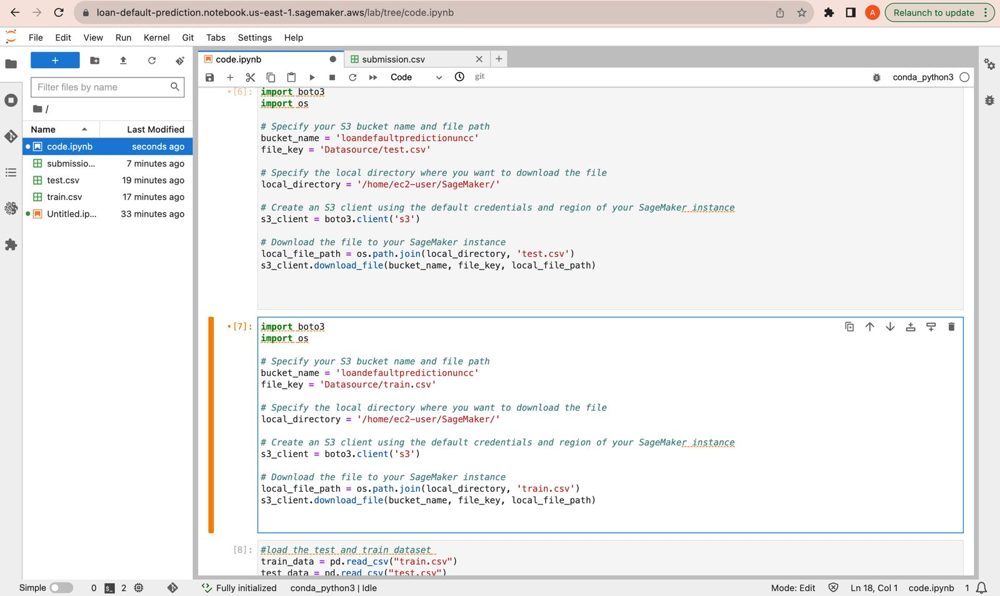 loan-default-prediction.notebook.us-east-1.sagemaker.aws/lab/tree/code.ipynb
A
Relaunch to update
File Edit View Run Kernel Git Tabs Settings Help
+
code.ipynb
submission.csv
Filter files by name
Code
git
conda_python3
/
Name Last Modified
code.ipynb seconds ago
submissio... 7 minutes ago
test.csv 19 minutes ago
train.csv 17 minutes ago
Untitled.ip... 33 minutes ago
[6]:
import boto3
import os
# Specify your S3 bucket name and file path
bucket_name = 'loandefaultpredictionuncc'
file_key = 'Datasource/test.csv'
# Specify the local directory where you want to download the file
local_directory = '/home/ec2-user/SageMaker/'
# Create an S3 client using the default credentials and region of your SageMaker instance
s3_client = boto3.client('s3')
# Download the file to your SageMaker instance
local_file_path = os.path.join(local_directory, 'test.csv')
s3_client.download_file(bucket_name, file_key, local_file_path)
[7]:
import boto3
import os
# Specify your S3 bucket name and file path
bucket_name = 'loandefaultpredictionuncc'
file_key = 'Datasource/train.csv'
# Specify the local directory where you want to download the file
local_directory = '/home/ec2-user/SageMaker/'
# Create an S3 client using the default credentials and region of your SageMaker instance
s3_client = boto3.client('s3')
# Download the file to your SageMaker instance
local_file_path = os.path.join(local_directory, 'train.csv')
s3_client.download_file(bucket_name, file_key, local_file_path)
[8]:
#load the test and train dataset
train_data = pd.read_csv("train.csv")
test_data = pd.read_csv("test.csv")
Simple 0 2 Fully initialized conda_python3 | Idle Mode: Edit Ln 18, Col 1 code.ipynb 1